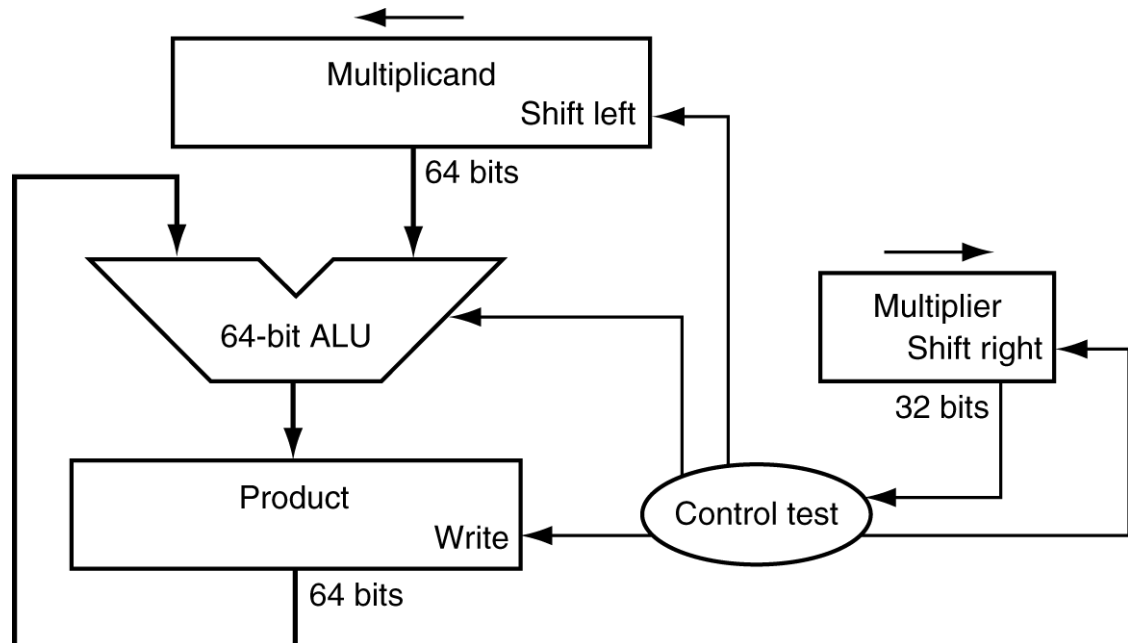 Multiplicand
Shift left
64 bits
64-bit ALU
Multiplier
Shift right
32 bits
Product
Write
Control test
64 bits